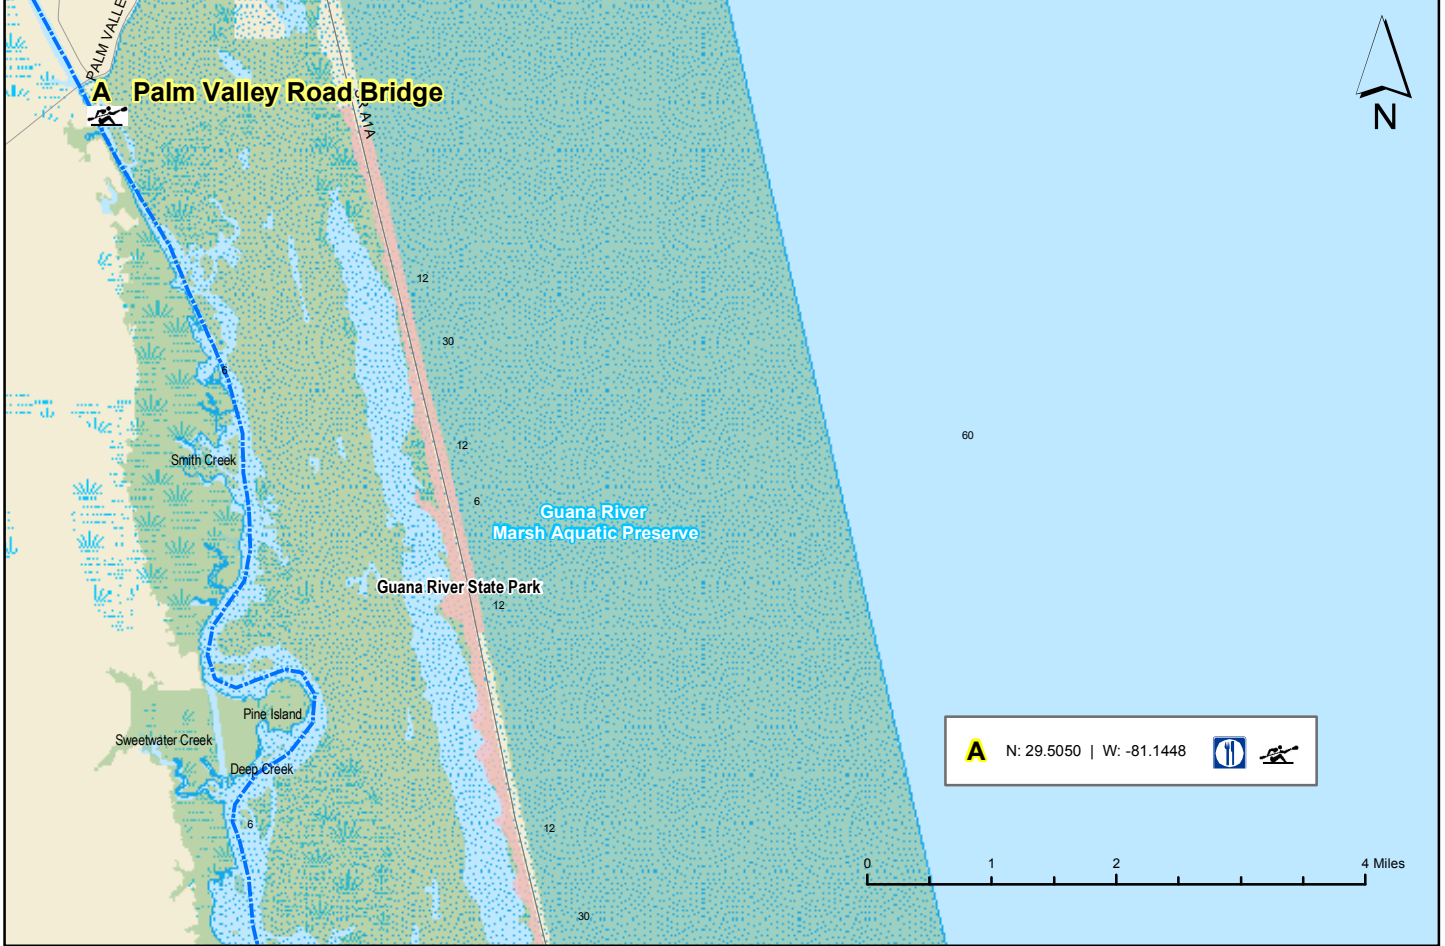 PALM VALLE
A Palm Valley Road Bridge
A1A
N
12
30
6
12
60
Smith Creek
6
Guana River
Marsh Aquatic Preserve
Guana River State Park
12
Pine Island
Sweetwater Creek
Deep Creek
A N: 29.5050 | W: -81.1448
6
12
0 1 2 4 Miles
30